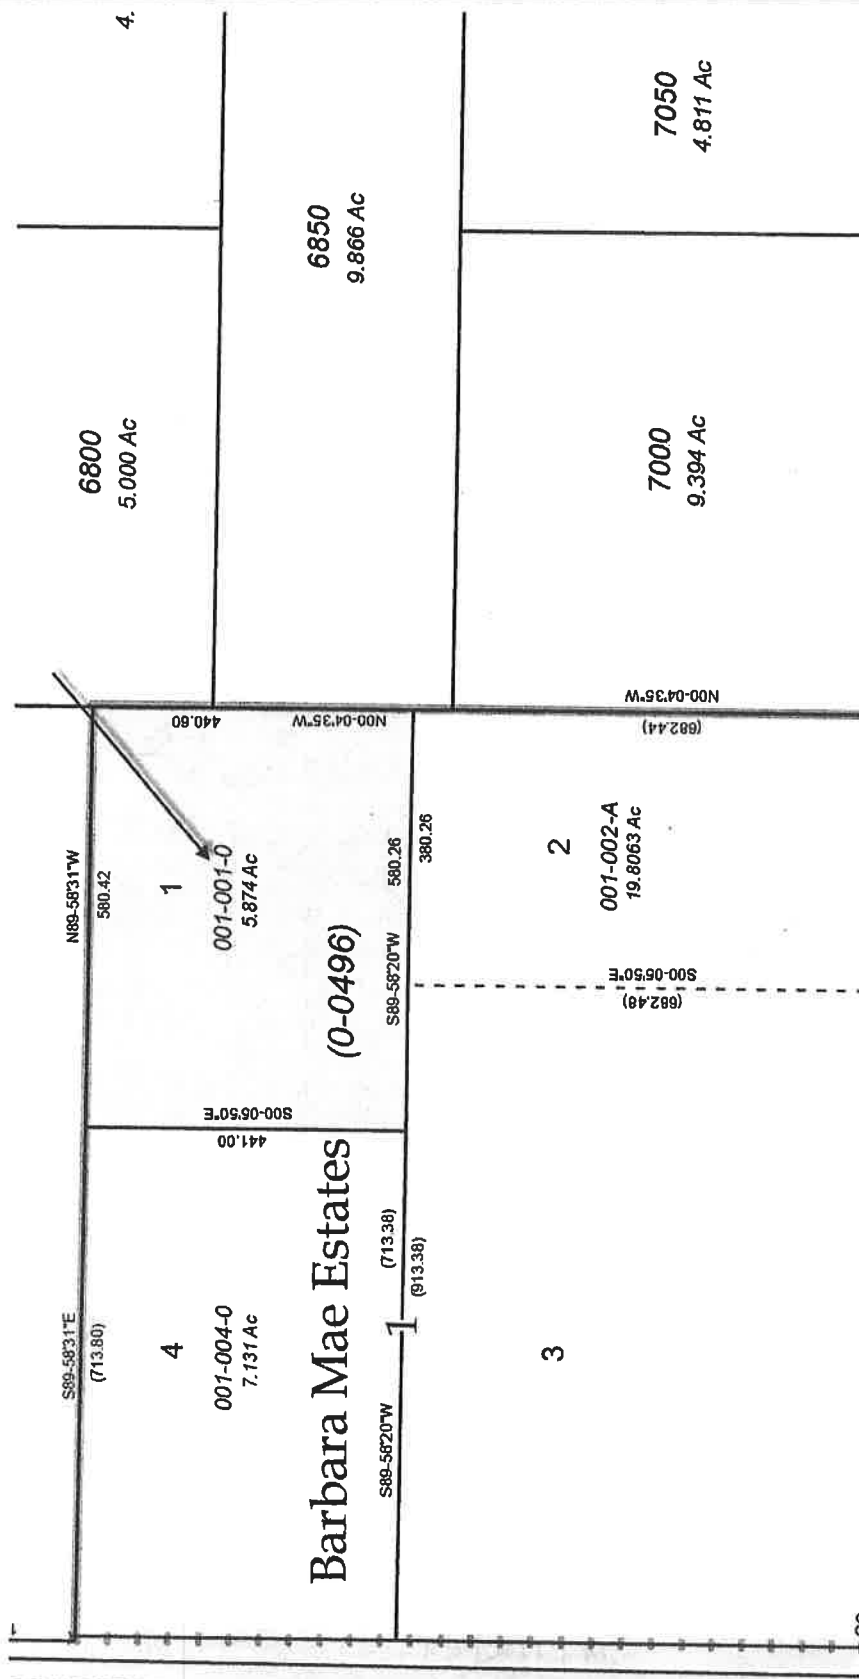 4.
6800
5.000 Ac
6850
9.866 Ac
7050
4.811 Ac
7000
9.394 Ac
S89-58'31"E
(713.80)
N89-58'31"W
580.42
4
001-004-0
7.131 Ac
S00-05'50"E
441.00
1
001-001-0
5.874 Ac
440.60
N00-04'35"W
Barbara Mae Estates
(0-0496)
S89-58'20"W
1
(713.38)
(913.38)
S89-58'20"W
580.26
380.26
3
S00-05'50"E
(682.48)
2
001-002-A
19.8063 Ac
(682.44)
N00-04'35"W